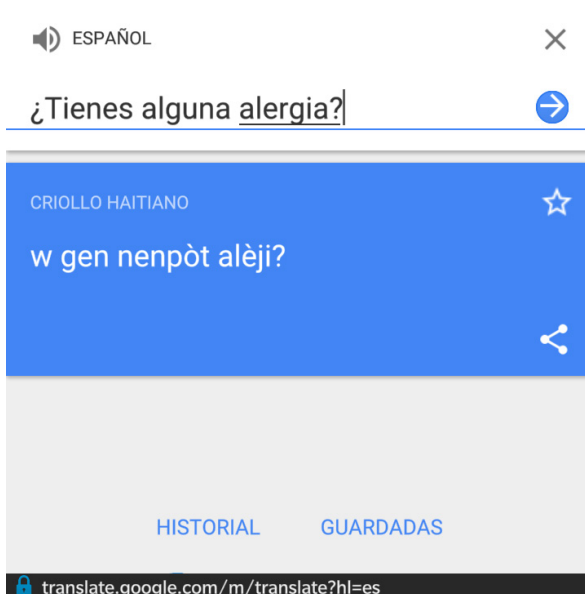 ESPAÑOL
¿Tienes alguna alergia?
CRIOLLO HAITIANO
w gen nenpòt alèji?
HISTORIAL GUARDADAS
translate.google.com/m/translate?hl=es